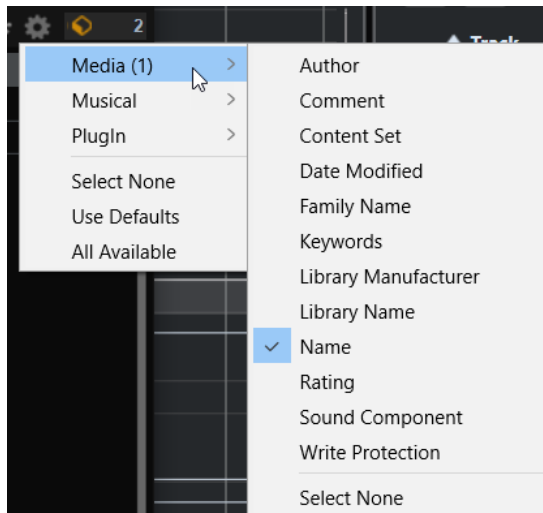 2
Track
Media (1)
Musical
PlugIn
Select None
Use Defaults
All Available
Author
Comment
Content Set
Date Modified
Family Name
Keywords
Library Manufacturer
Library Name
Name
Rating
Sound Component
Write Protection
Select None